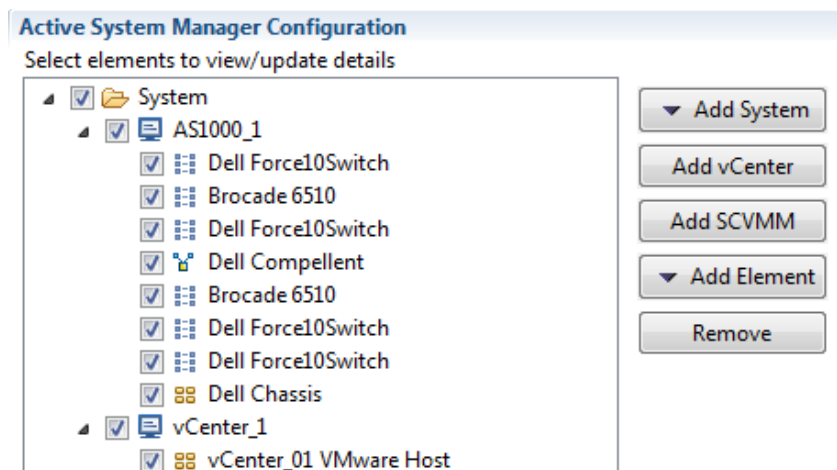 Active System Manager Configuration
Select elements to view/update details
System
AS1000_1
Dell Force10Switch
Brocade 6510
Dell Force10Switch
Dell Compellent
Brocade 6510
Dell Force10Switch
Dell Force10Switch
Dell Chassis
vCenter_1
vCenter_01 VMware Host
Add System
Add vCenter
Add SCVMM
Add Element
Remove